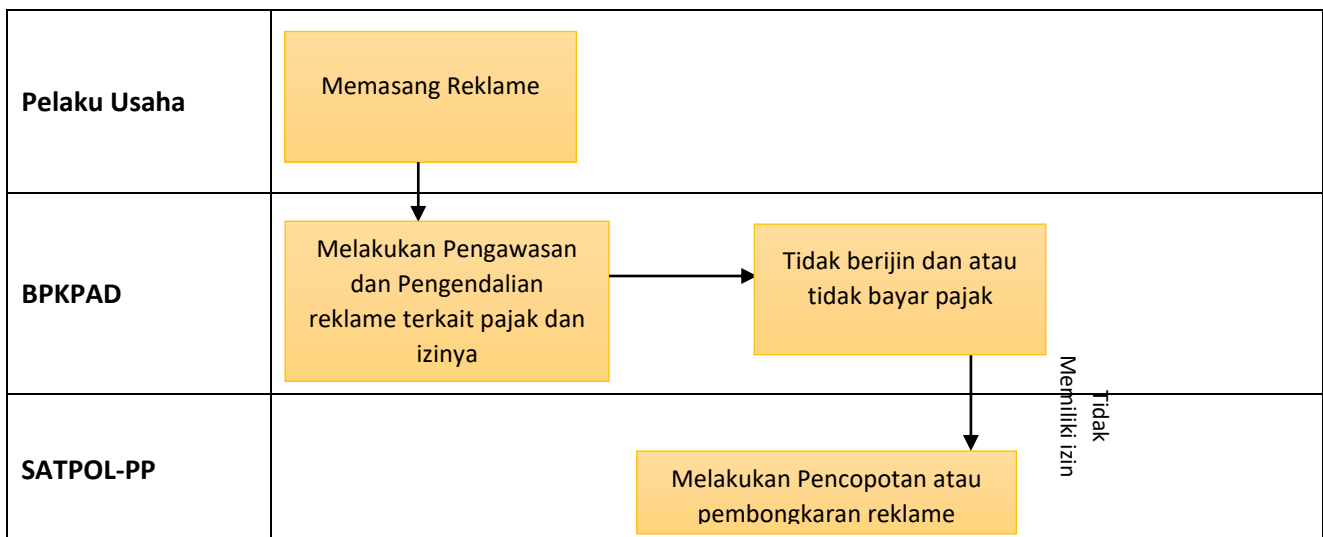 Pelaku Usaha
Memasang Reklame
BPKPAD
Melakukan Pengawasan
dan Pengendalian
reklame terkait pajak dan
izinya
Tidak berijin dan atau
tidak bayar pajak
Tidak
Memiliki izin
SATPOL-PP
Melakukan Pencopotan atau
pembongkaran reklame